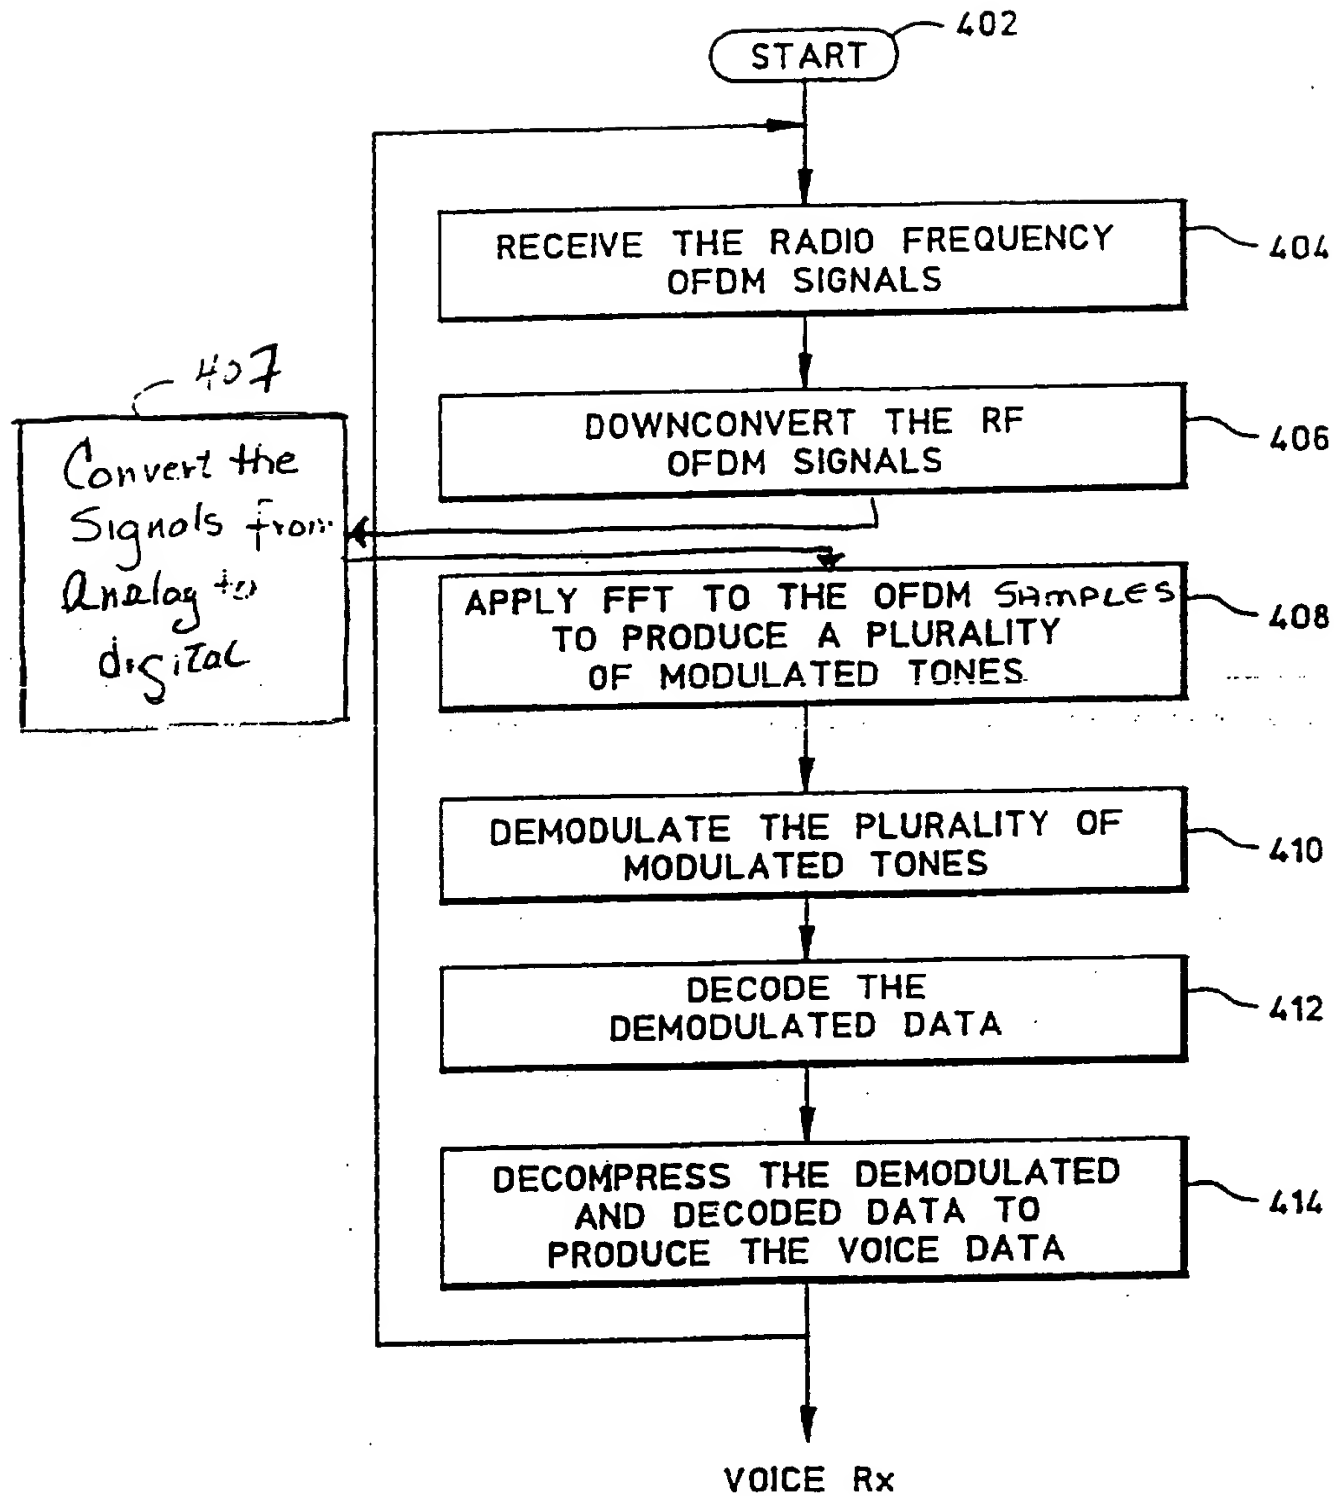 START
402
RECEIVE THE RADIO FREQUENCY
OFDM SIGNALS
404
DOWNCONVERT THE RF
OFDM SIGNALS
406
407
Convert the
Signals from
Analog to
digital
APPLY FFT TO THE OFDM SAMPLES
TO PRODUCE A PLURALITY
OF MODULATED TONES
408
DEMODULATE THE PLURALITY OF
MODULATED TONES
410
DECODE THE
DEMODULATED DATA
412
DECOMPRESS THE DEMODULATED
AND DECODED DATA TO
PRODUCE THE VOICE DATA
414
VOICE Rx